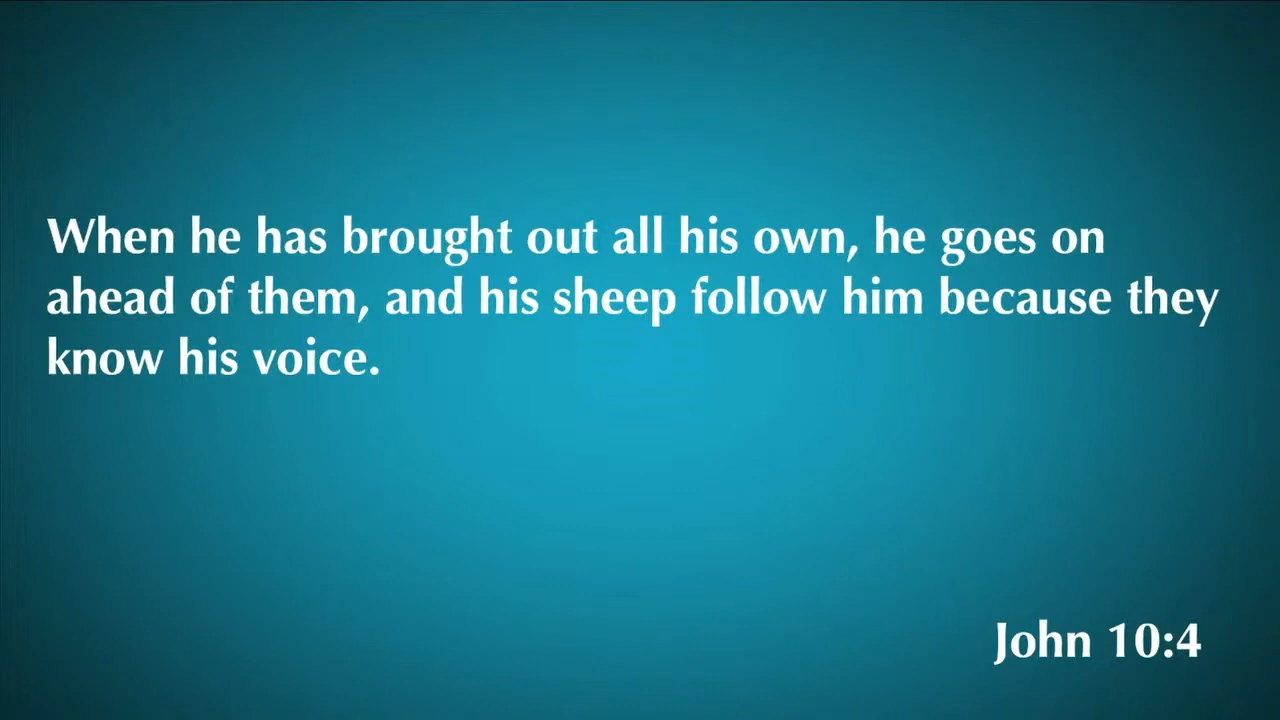 When he has brought out all his own, he goes on
ahead of them, and his sheep follow him because they
know his voice.
John 10:4